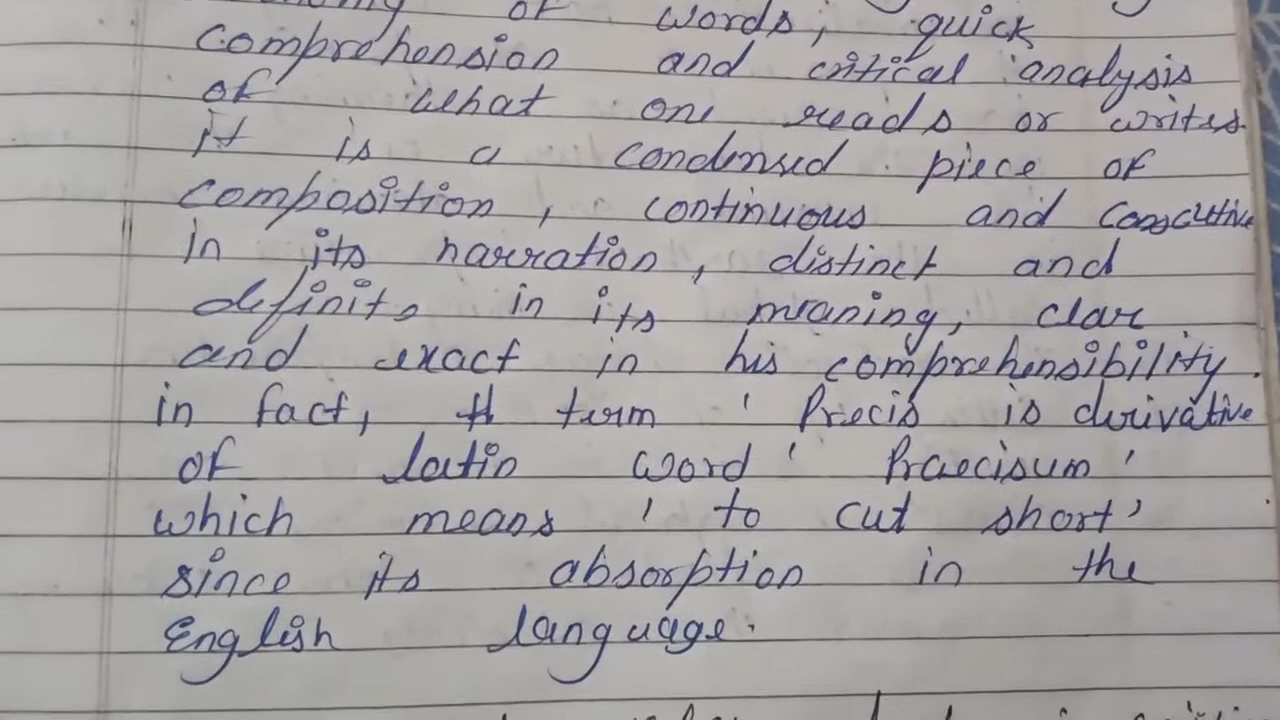 of words, quick
comprehension and critical analysis
of what one reads or writes.
it is a condensed piece of
composition, continuous and
in its narration, distinct and
definite in its meaning, clear
and exact in his comprehensibility.
in fact, th term ' Precis is derivative
of latin word ' Praecisum '
which means ' to cut short '
since its absorption in the
English language.